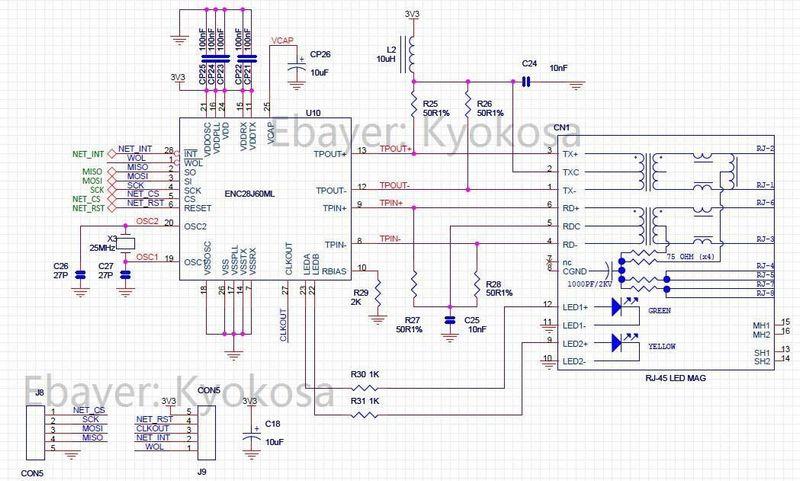 3V3
100nF
100nF
100nF
100nF
100nF
CP25
CP24
CP23
CP22
CP21
VCAP
CP26
10uF
L2
10uH
C24
10nF
3V3
21
16
24
15
11
25
U10
R25
50R1%
R26
50R1%
Ebayer: Kyokosa
CN1
VDDOSC
VDDPLL
VDD
VDDRX
VDDTX
VCAP
NET_INT
NET_INT
28
INT
WOL
1
WOL
MISO
MISO
2
SO
MOSI
MOSI
3
SI
SCK
SCK
4
SCK
NET_CS
NET_CS
5
CS
NET_RST
NET_RST
6
RESET
ENC28J60ML
TPOUT+
13
TPOUT+
TPOUT-
12
TPOUT-
TPIN+
9
TPIN+
TPIN-
8
TPIN-
3
TX+
2
TXC
1
TX-
6
RD+
5
RDC
4
RD-
7
nc
8
CGND
RJ-2
RJ-1
RJ-6
RJ-3
RJ-4
RJ-5
RJ-7
RJ-8
75 OHM (x4)
1000PF/2KV
OSC2
20
OSC2
X3
25MHz
OSC1
19
OSC1
C26
27P
C27
27P
VSSOSC
VSS
VSSPLL
VSSTX
VSSRX
CLKOUT
LEDA
LEDB
RBIAS
10
18
26
17
14
7
27
23
22
CLKOUT
R29
2K
R27
50R1%
R28
50R1%
C25
10nF
12
LED1+
GREEN
11
LED1-
9
LED2+
YELLOW
10
LED2-
MH1
15
MH2
16
SH1
13
SH2
14
RJ-45 LED MAG
R30 1K
R31 1K
Ebayer: Kyokosa
J8
1
NET_CS
2
SCK
3
MOSI
4
MISO
5
CON5
CON5
3V3
5
NET_RST
4
CLKOUT
3
NET_INT
2
WOL
1
J9
3V3
C18
10uF